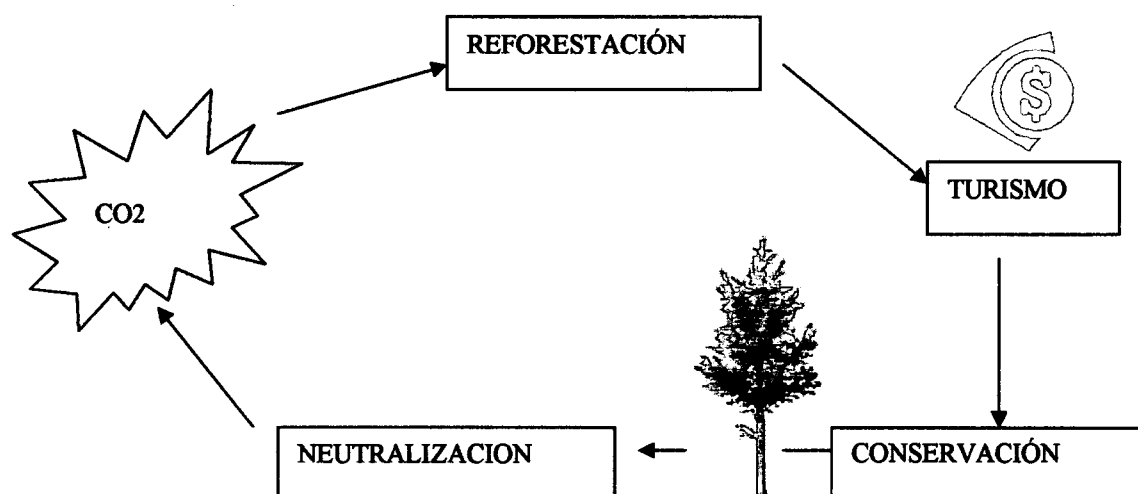 REFORESTACIÓN
$
TURISMO
CO2
NEUTRALIZACION
CONSERVACIÓN